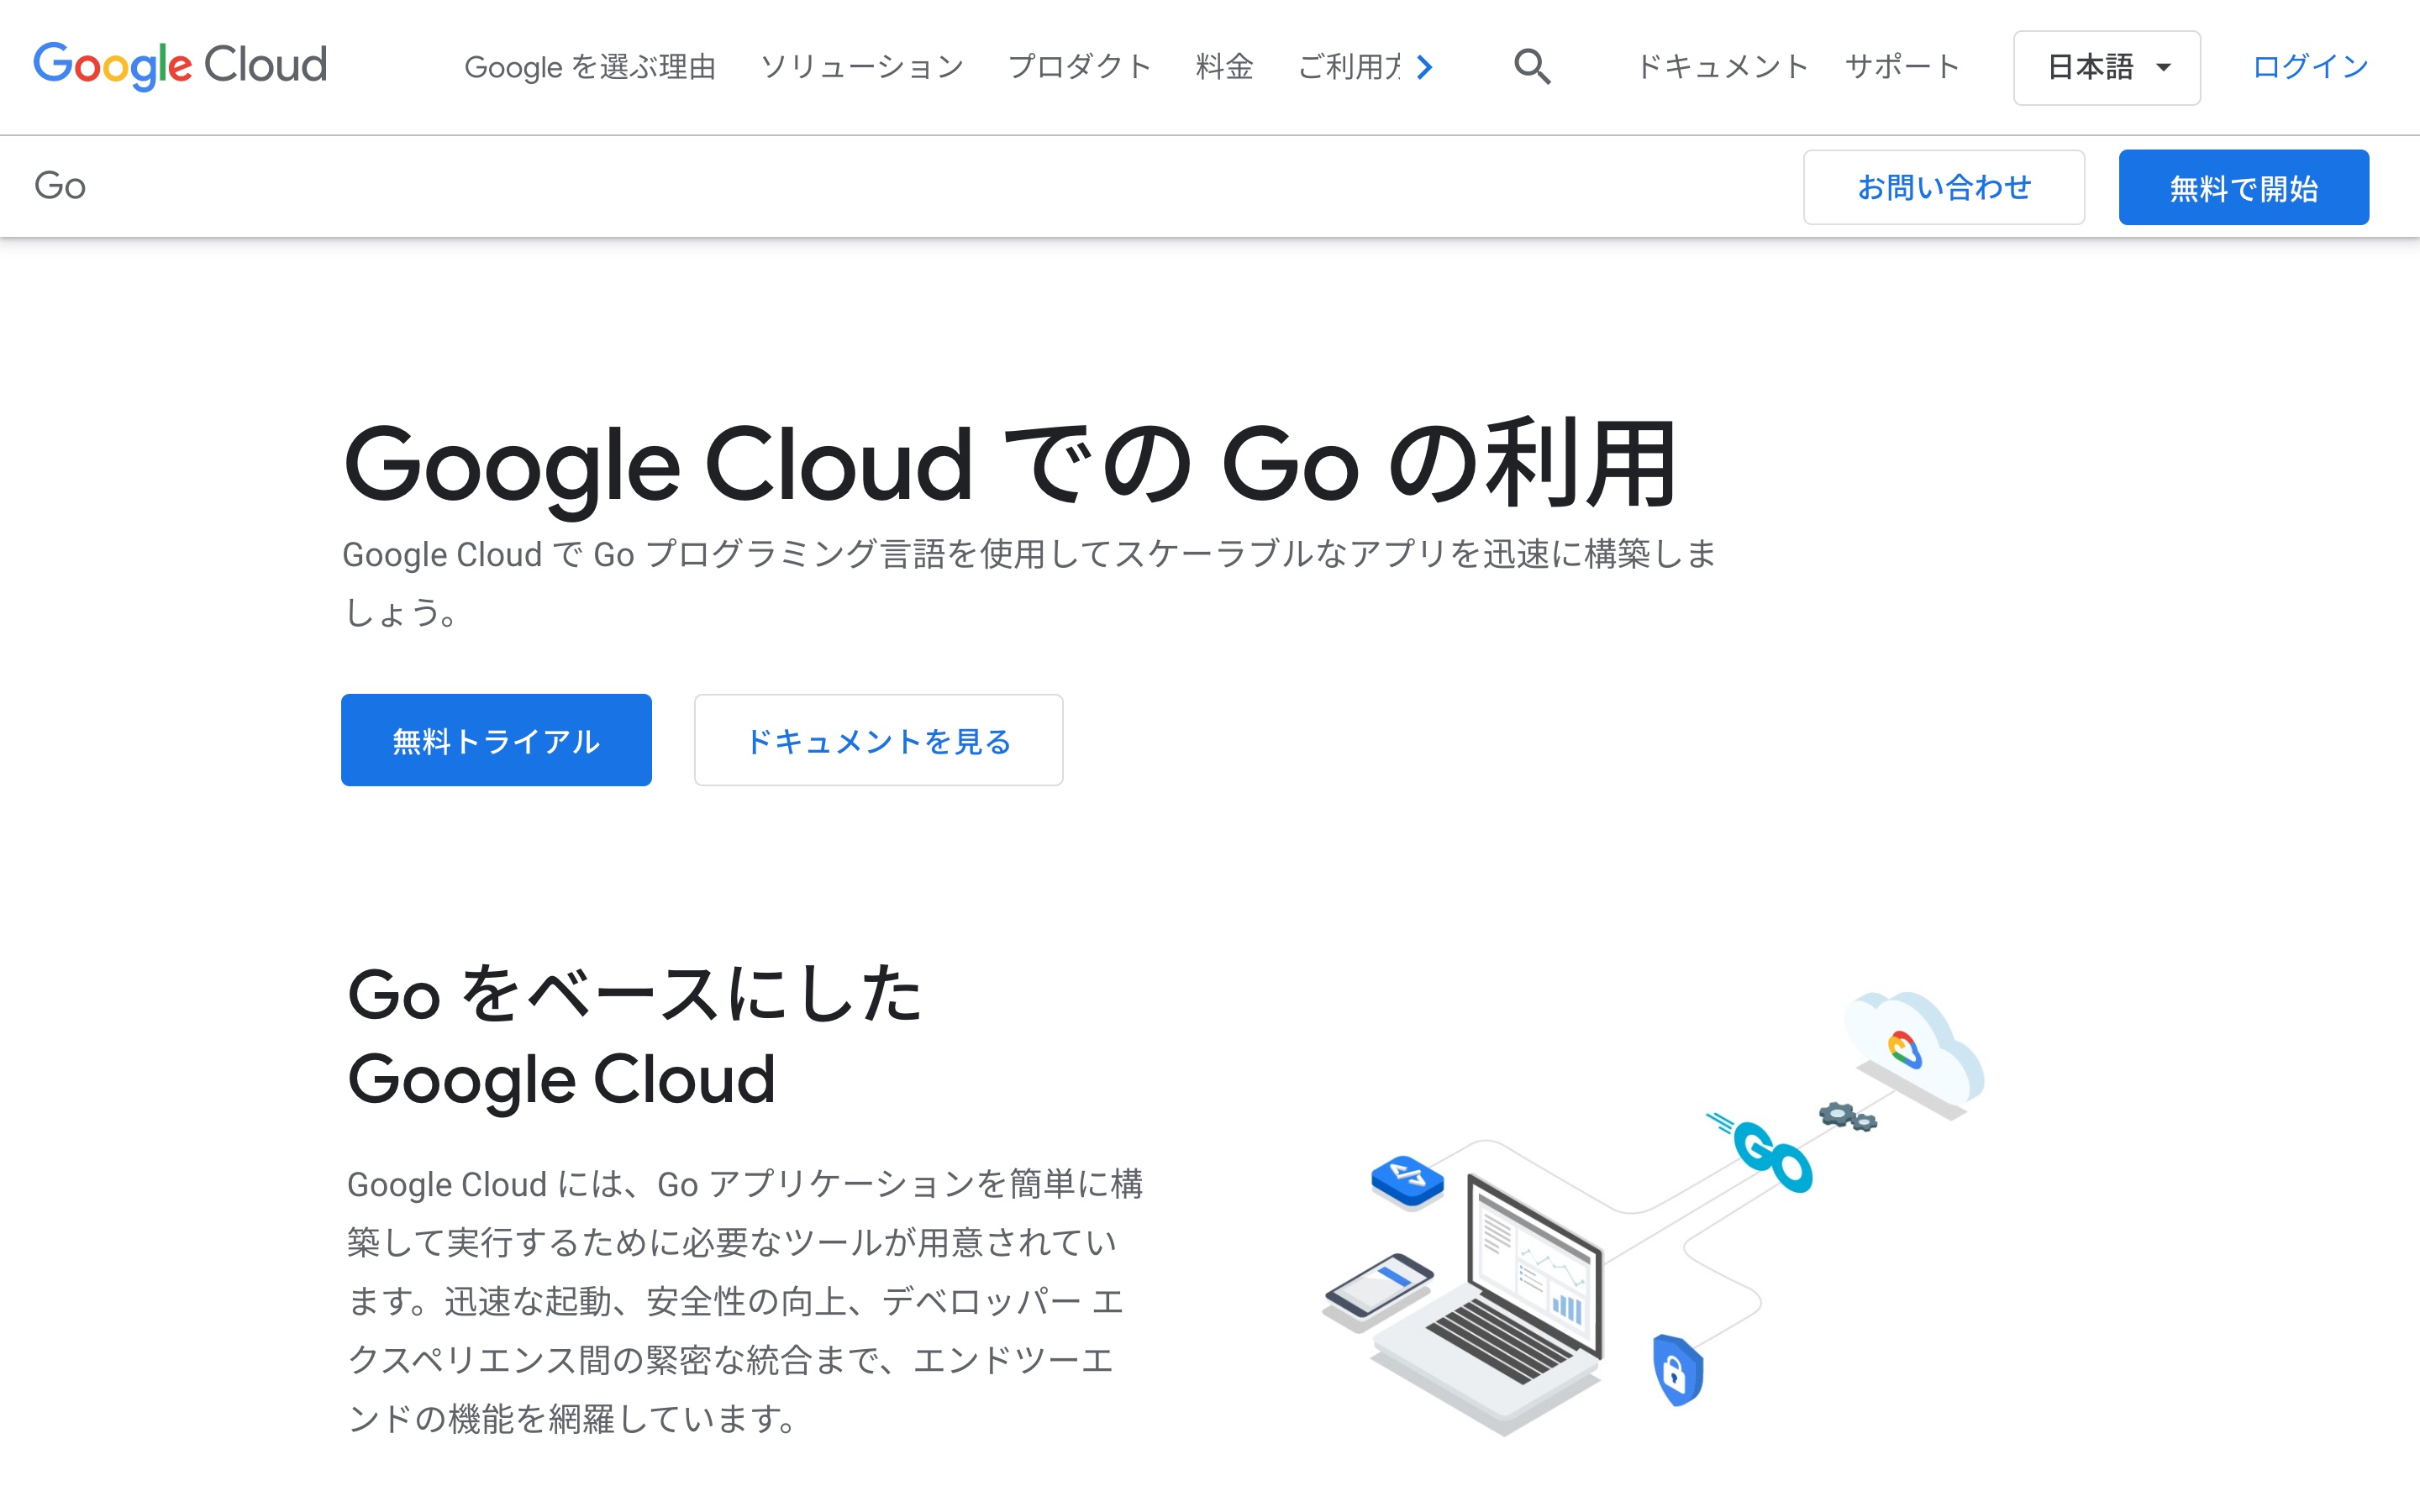 Google Cloud
Google を選ぶ理由
ソリューション
プロダクト
料金
ご利用
ドキュメント
サポート
日本語
ログイン
Go
お問い合わせ
無料で開始
Google Cloud での Go の利用
Google Cloud で Go プログラミング言語を使用してスケーラブルなアプリを迅速に構築しま
しょう。
無料トライアル
ドキュメントを見る
Go をベースにした
Google Cloud
Google Cloud には、Go アプリケーションを簡単に構
築して実行するために必要なツールが用意されてい
ます。迅速な起動、安全性の向上、デベロッパー エ
クスペリエンス間の緊密な統合まで、エンドツーエ
ンドの機能を網羅しています。
GO